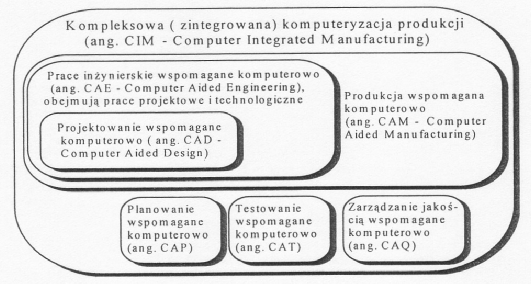 Kompleksowa ( zintegrowana) komputeryzacja produkcji
(ang. CIM - Computer Integrated Manufacturing)
Prace inżynierskie wspomagane komputerowo
(ang. CAE - Computer Aided Engineering),
obejmują prace projektowe i technologiczne
Projektowanie wspomagane
komputerowo ( ang. CAD -
Computer Aided Design)
Produkcja wspomagana
komputerowo
(ang. CAM - Computer
Aided Manufacturing)
Planowanie
wspomagane
komputerowo
(ang. CAP)
Testowanie
wspomagane
komputerowo
(ang. CAT)
Zarządzanie jakoś-
cią wspomagane
komputerowo
(ang. CAQ)